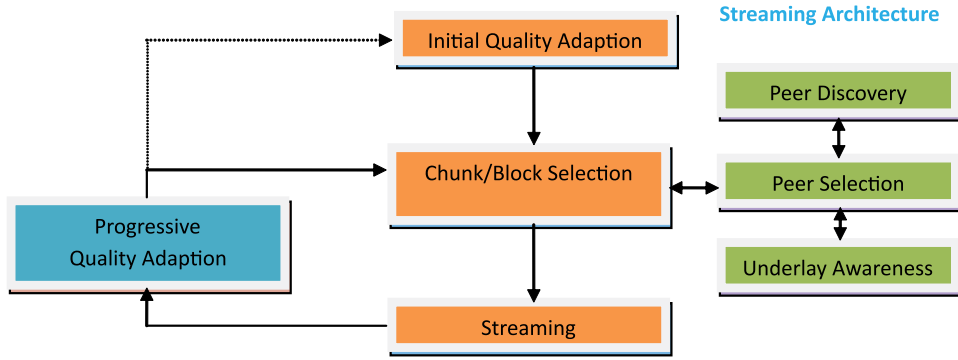 Streaming Architecture
Initial Quality Adaption
Peer Discovery
Chunk/Block Selection
Peer Selection
Progressive
Quality Adaption
Underlay Awareness
Streaming